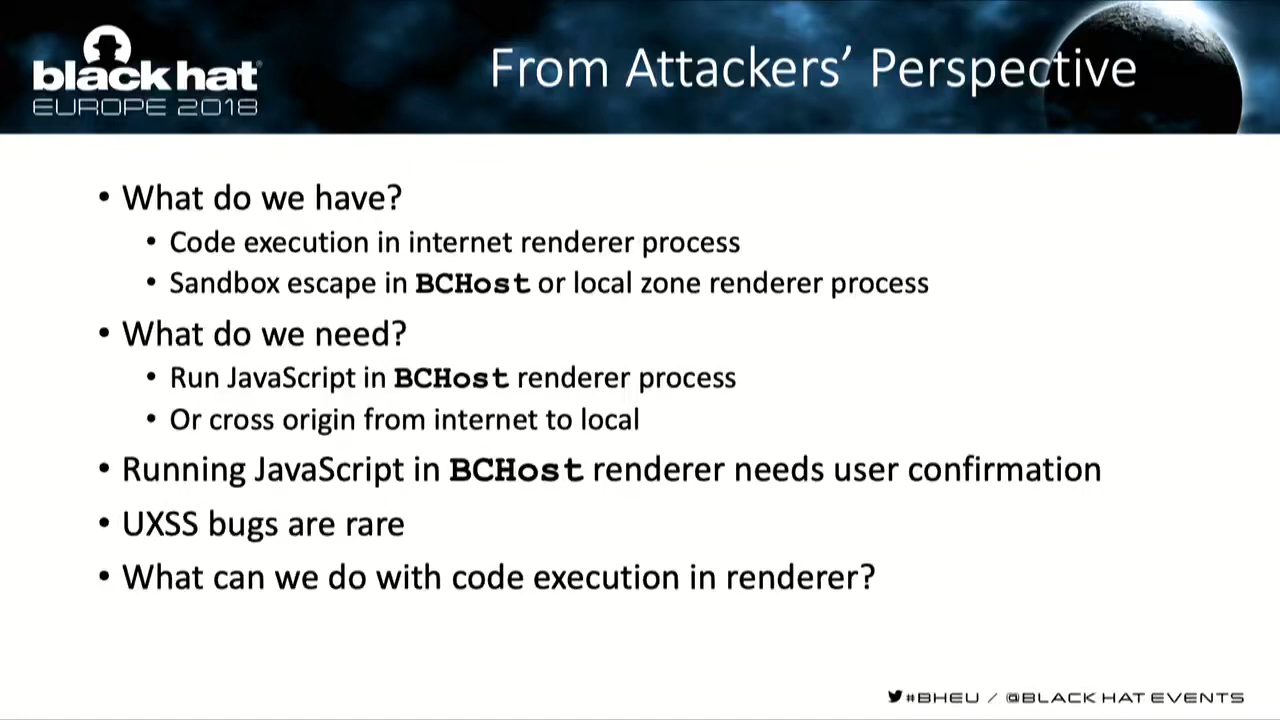 black hat
EUROPE 2018
From Attackers' Perspective
• What do we have?
• Code execution in internet renderer process
• Sandbox escape in BCHost or local zone renderer process
• What do we need?
• Run JavaScript in BCHost renderer process
• Or cross origin from internet to local
• Running JavaScript in BCHost renderer needs user confirmation
• UXSS bugs are rare
• What can we do with code execution in renderer?
#BHEU / @BLACK HAT EVENTS